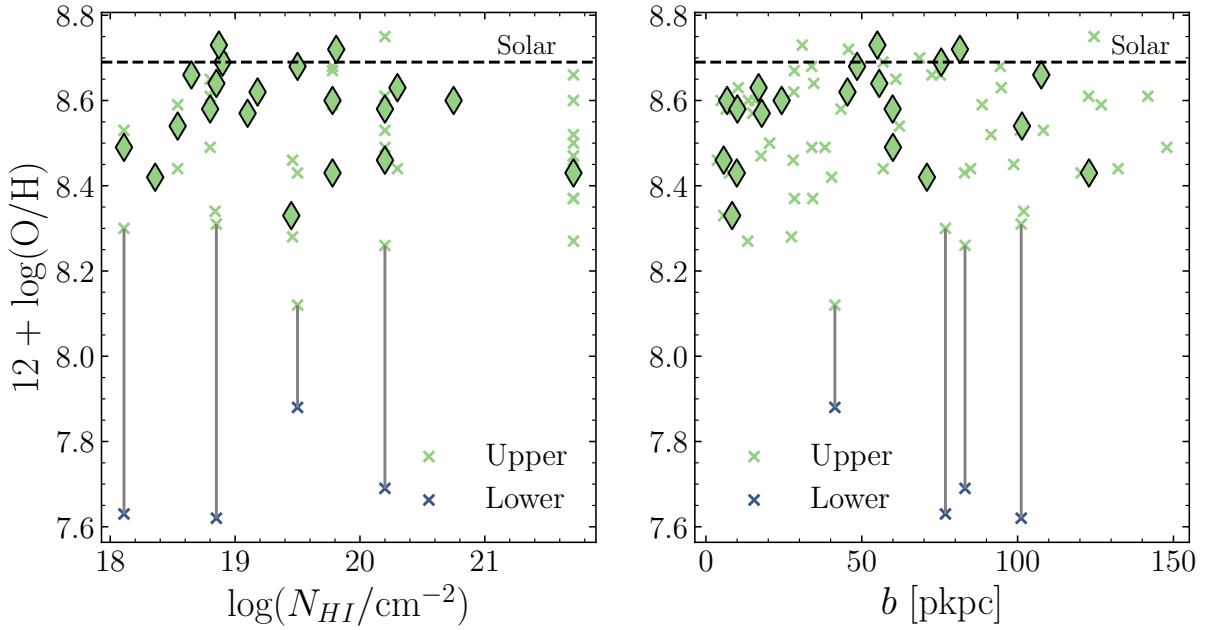 12 + log(O/H)
8.8
8.6
8.4
8.2
8.0
7.8
7.6
Solar
Upper
Lower
18 19 20 21
log(N_{HI}/cm^{−2})
8.8
8.6
8.4
8.2
8.0
7.8
7.6
Solar
Upper
Lower
0 50 100 150
b [pkpc]